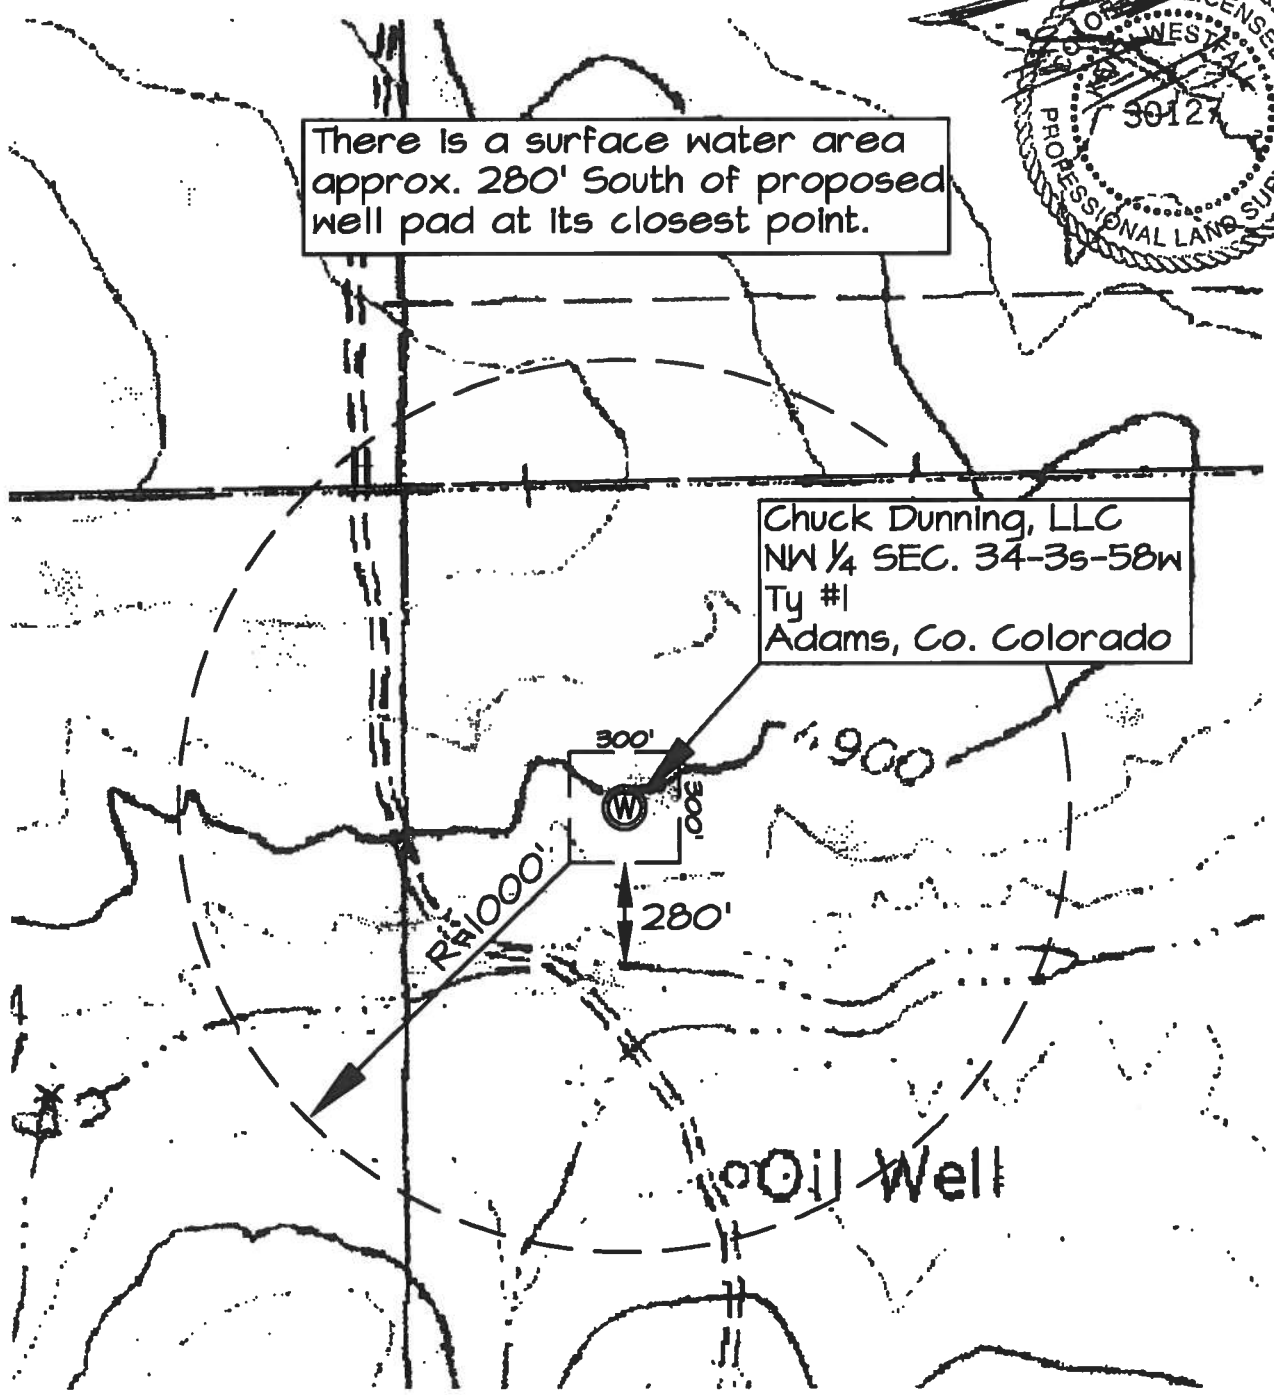 LICENSED
WESTFALL
30127
PROFESSIONAL LAND
There is a surface water area
approx. 280' South of proposed
well pad at its closest point.
Chuck Dunning, LLC
NW ¼ SEC. 34-3s-58w
Ty #1
Adams, Co. Colorado
300'
900
W
300'
R=1000'
280'
Oil Well